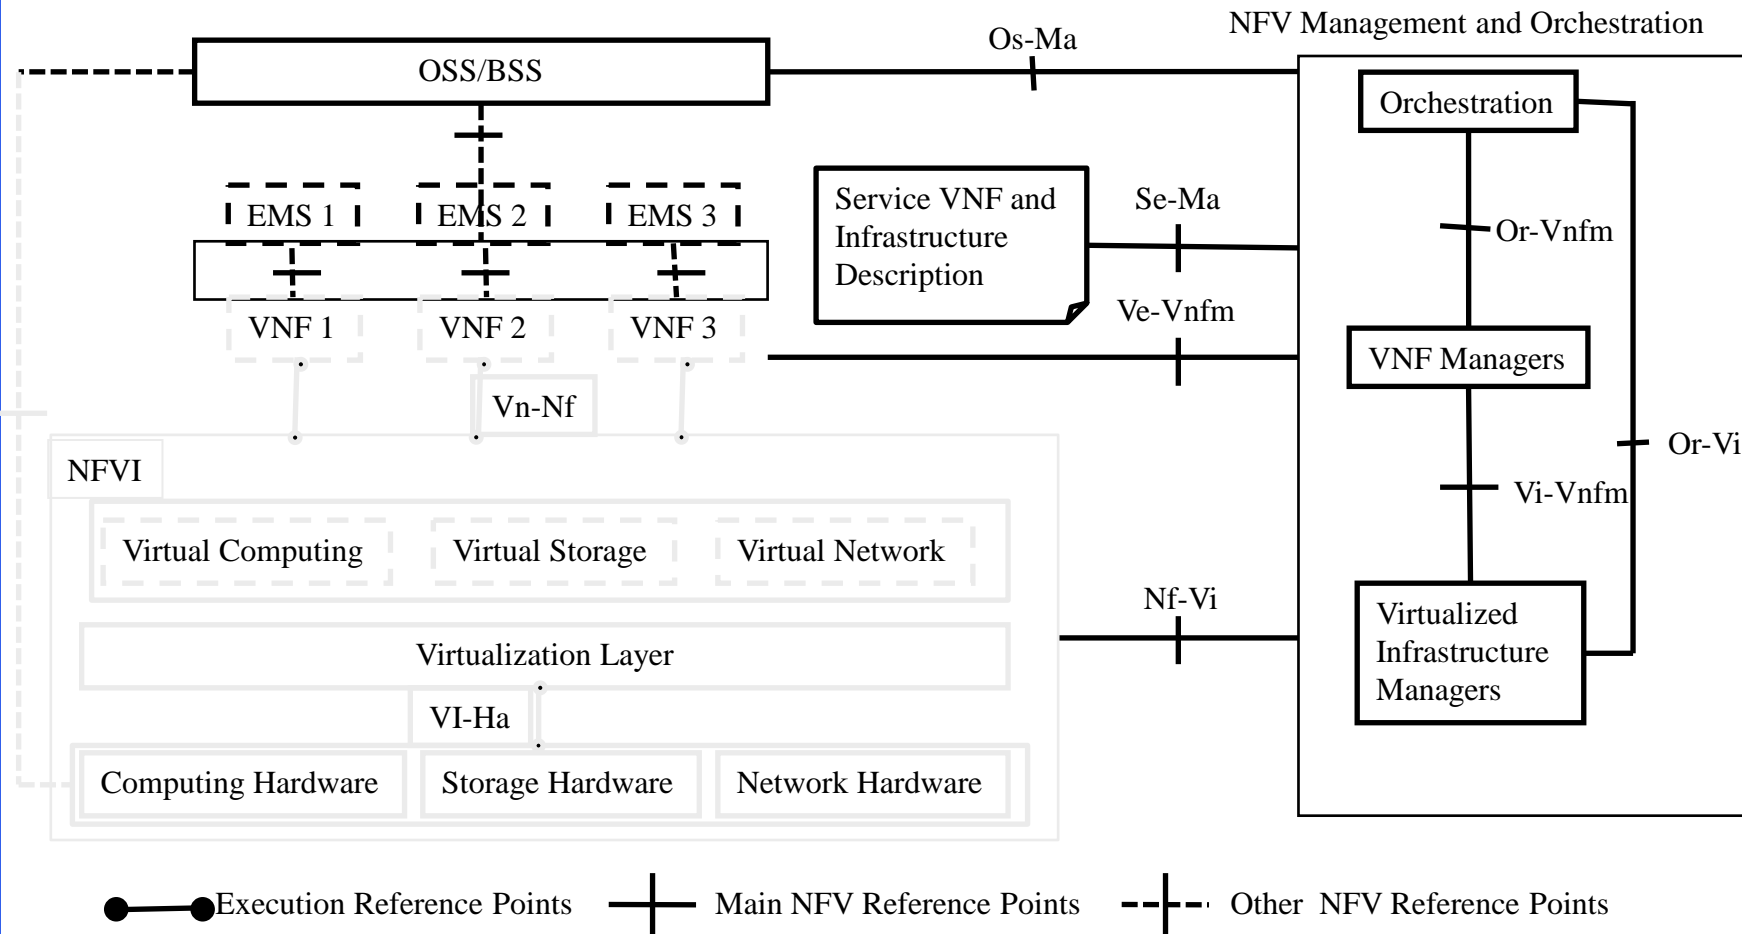 NFV Management and Orchestration
Os-Ma
OSS/BSS
Orchestration
EMS 1
EMS 2
EMS 3
Service VNF and
Infrastructure
Description
Se-Ma
Or-Vnfm
Ve-Vnfm
VNF 1
VNF 2
VNF 3
VNF Managers
Vn-Nf
Or-Vi
NFVI
Vi-Vnfm
Virtual Computing
Virtual Storage
Virtual Network
Nf-Vi
Virtualized
Infrastructure
Managers
Virtualization Layer
VI-Ha
Computing Hardware
Storage Hardware
Network Hardware
Execution Reference Points
Main NFV Reference Points
Other NFV Reference Points